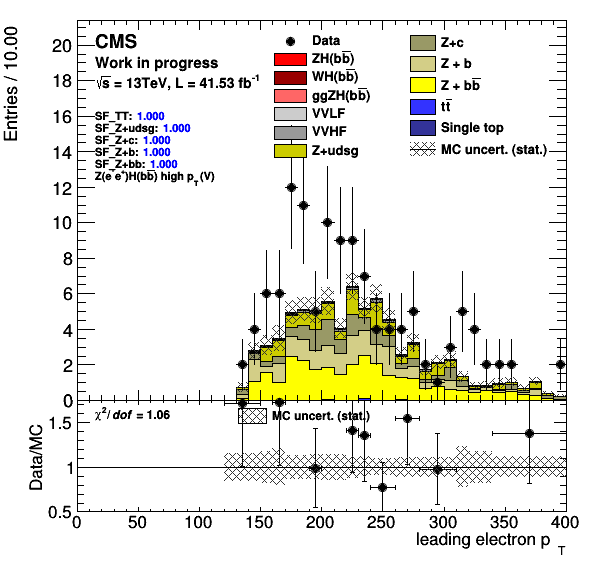 CMS
Work in progress
√s = 13TeV, L = 41.53 fb⁻¹
SF_TT: 1.000
SF_Z+udsg: 1.000
SF_Z+c: 1.000
SF_Z+b: 1.000
SF_Z+bb: 1.000
Z(e⁻e⁺)H(bb̅) high p_T(V)
Data
ZH(bb̅)
WH(bb̅)
ggZH(bb̅)
VVLF
VVHF
Z+udsg
Z+c
Z + b
Z + bb̅
tt̅
Single top
MC uncert. (stat.)
Entries / 10.00
20
18
16
14
12
10
8
6
4
2
0
χ²/ dof = 1.06
MC uncert. (stat.)
Data/MC
1.5
1
0.5
0 50 100 150 200 250 300 350 400
leading electron p_T